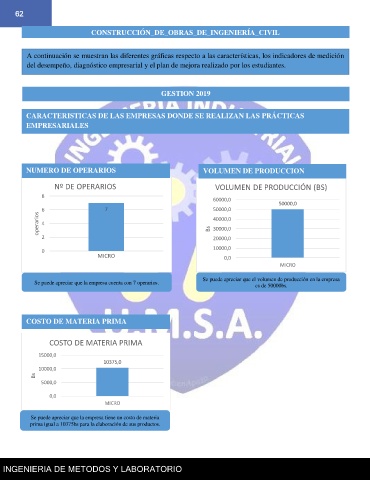 62
CONSTRUCCIÓN_DE_OBRAS_DE_INGENIERÍA_CIVIL
A continuación se muestran las diferentes gráficas respecto a las características, los indicadores de medición
del desempeño, diagnóstico empresarial y el plan de mejora realizado por los estudiantes.
GESTION 2019
CARACTERISTICAS DE LAS EMPRESAS DONDE SE REALIZAN LAS PRÁCTICAS
EMPRESARIALES
INGENIERIA INDUSTRIAL
NUMERO DE OPERARIOS
Nº DE OPERARIOS
8
6
4
2
0
operarios
7
MICRO
Se puede apreciar que la empresa cuenta con 7 operarios.
VOLUMEN DE PRODUCCION
VOLUMEN DE PRODUCCIÓN (BS)
60000,0
50000,0
40000,0
30000,0
20000,0
10000,0
0,0
Bs
50000,0
MICRO
Se puede apreciar que el volumen de producción en la empresa
es de 50000Bs.
U.M.S.A.
COSTO DE MATERIA PRIMA
COSTO DE MATERIA PRIMA
15000,0
10000,0
5000,0
0,0
Bs
10375,0
MICRO
Se puede apreciar que la empresa tiene un costo de materia
prima igual a 10375bs para la elaboración de sus productos.
INGENIERIA DE METODOS Y LABORATORIO